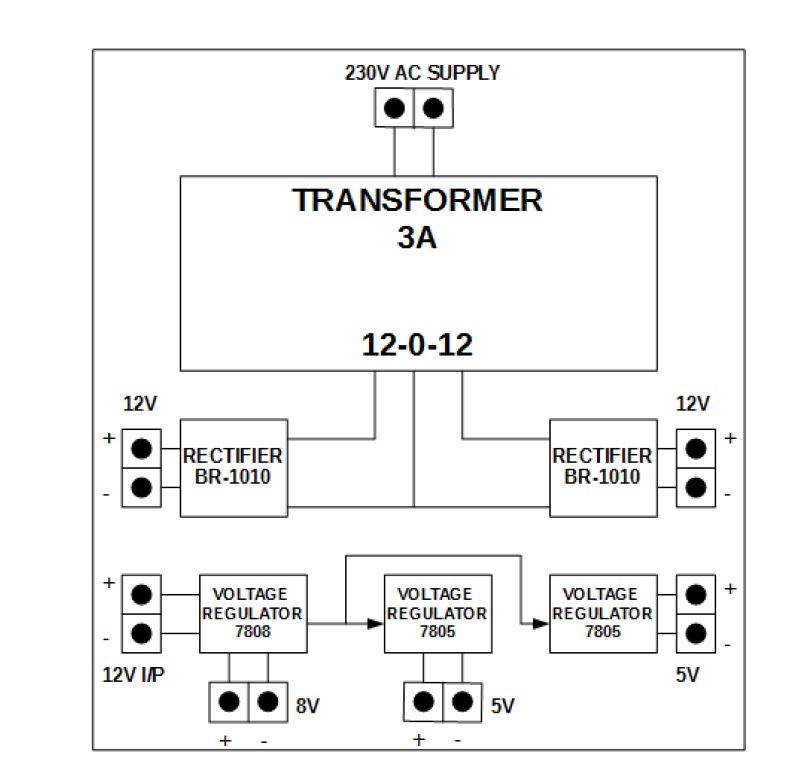 230V AC SUPPLY
TRANSFORMER
3A
12-0-12
12V
+
-
RECTIFIER
BR-1010
RECTIFIER
BR-1010
12V
+
-
+
-
12V I/P
VOLTAGE
REGULATOR
7808
8V
+ -
VOLTAGE
REGULATOR
7805
5V
+ -
VOLTAGE
REGULATOR
7805
+
-
5V